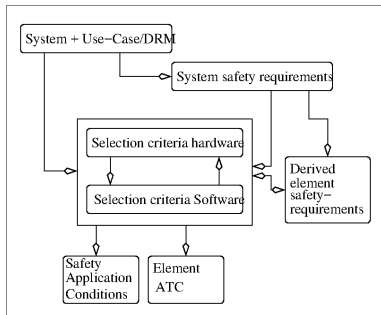 System + Use-Case/DRM
System safety requirements
Selection criteria hardware
Selection criteria Software
Derived
element
safety-
requirements
Safety
Application
Conditions
Element
ATC